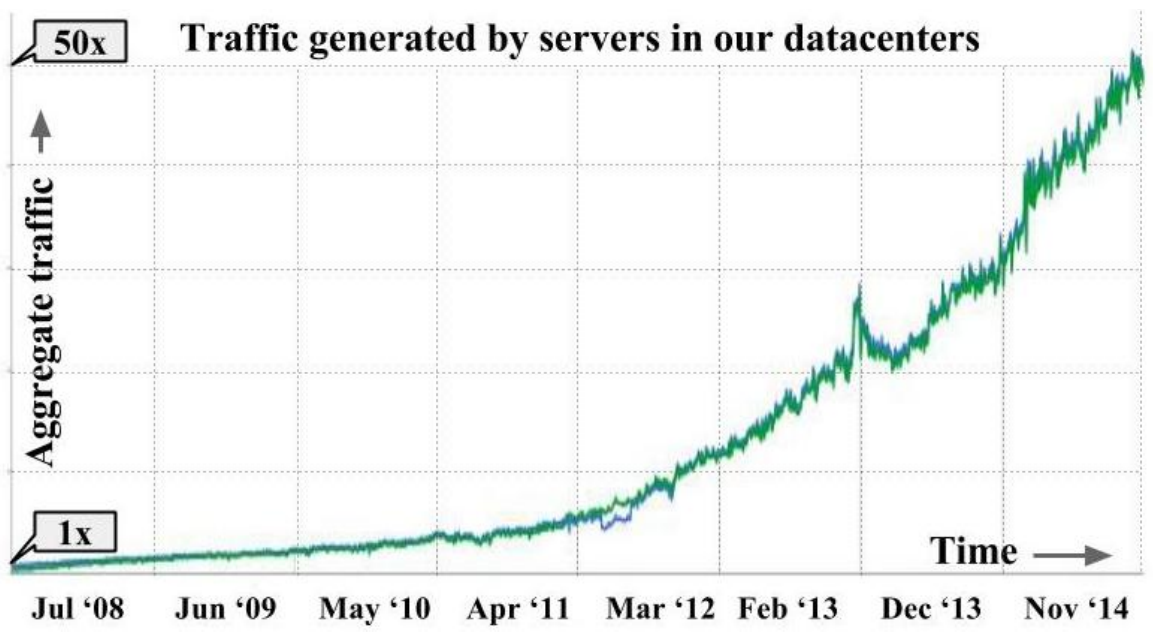 50x
Traffic generated by servers in our datacenters
Aggregate traffic
1x
Time
Jul ‘08 Jun ‘09 May ‘10 Apr ‘11 Mar ‘12 Feb ‘13 Dec ‘13 Nov ‘14